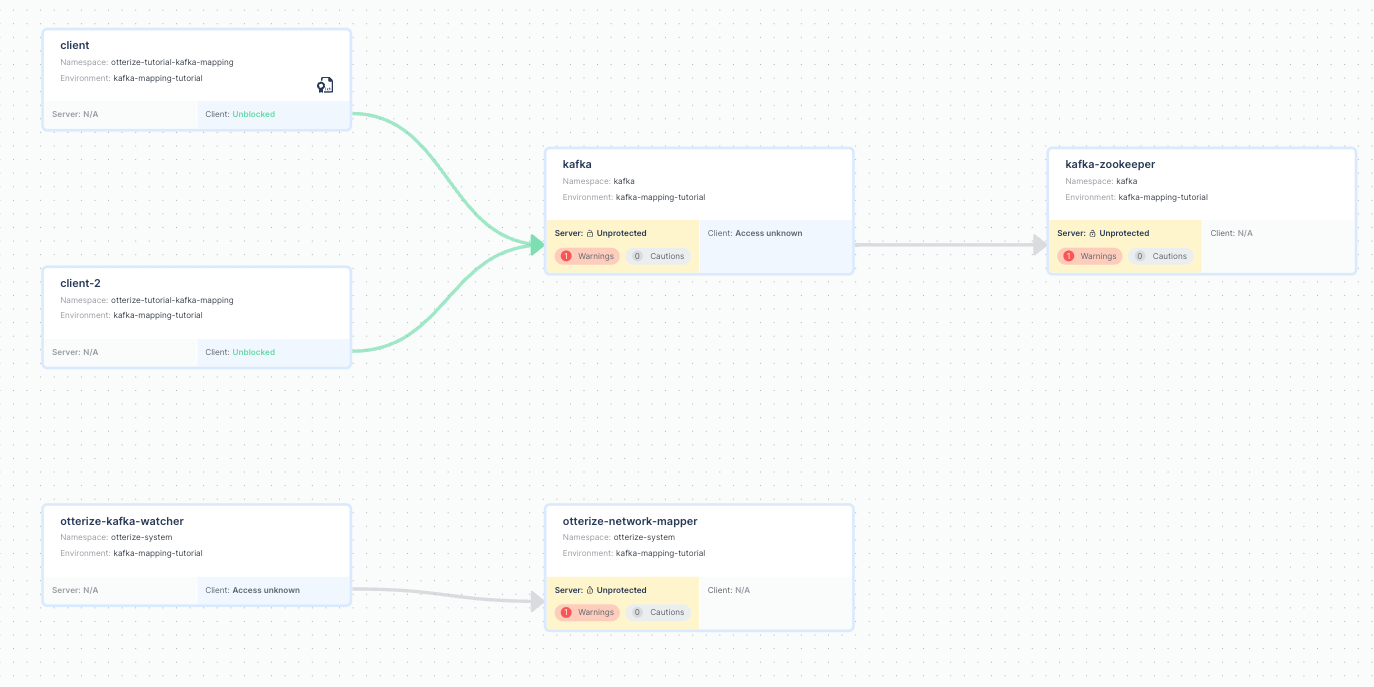 client
Namespace: otterize-tutorial-kafka-mapping
Environment: kafka-mapping-tutorial
Server: N/A
Client: Unblocked
client-2
Namespace: otterize-tutorial-kafka-mapping
Environment: kafka-mapping-tutorial
Server: N/A
Client: Unblocked
kafka
Namespace: kafka
Environment: kafka-mapping-tutorial
Server: Unprotected
1 Warnings 0 Cautions
Client: Access unknown
kafka-zookeeper
Namespace: kafka
Environment: kafka-mapping-tutorial
Server: Unprotected
1 Warnings 0 Cautions
Client: N/A
otterize-kafka-watcher
Namespace: otterize-system
Environment: kafka-mapping-tutorial
Server: N/A
Client: Access unknown
otterize-network-mapper
Namespace: otterize-system
Environment: kafka-mapping-tutorial
Server: Unprotected
1 Warnings 0 Cautions
Client: N/A